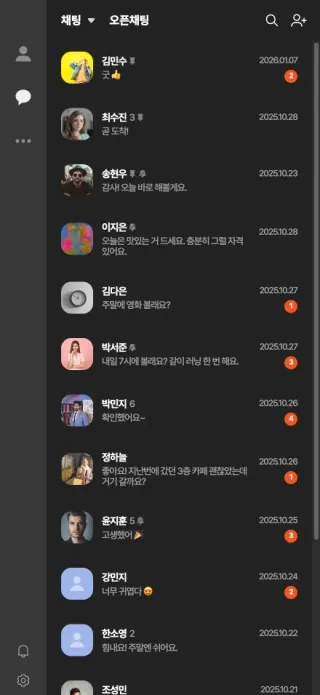 채팅 오픈채팅
김민수 2026.01.07
굿👍 2
최수진 3 2025.10.28
곧 도착!
송현우 2025.10.23
감사! 오늘 바로 해볼게요.
이지은 2025.10.28
오늘은 맛있는 거 드세요. 충분히 그럴 자격
있어요.
김다은 2025.10.27
주말에 영화 볼래요? 1
박서준 2025.10.27
내일 7시에 볼래요? 같이 러닝 한 번 해요. 3
박민지 6 2025.10.26
확인했어요~ 4
정하늘 2025.10.26
좋아요! 지난번에 갔던 3층 카페 괜찮았는데
거기 갈까요? 1
윤지훈 5 2025.10.25
고생했어🎉 3
강민지 2025.10.24
너무 귀엽다😍 2
한소영 2 2025.10.22
힘내요! 주말엔 쉬어요.
조성민 2025.10.21